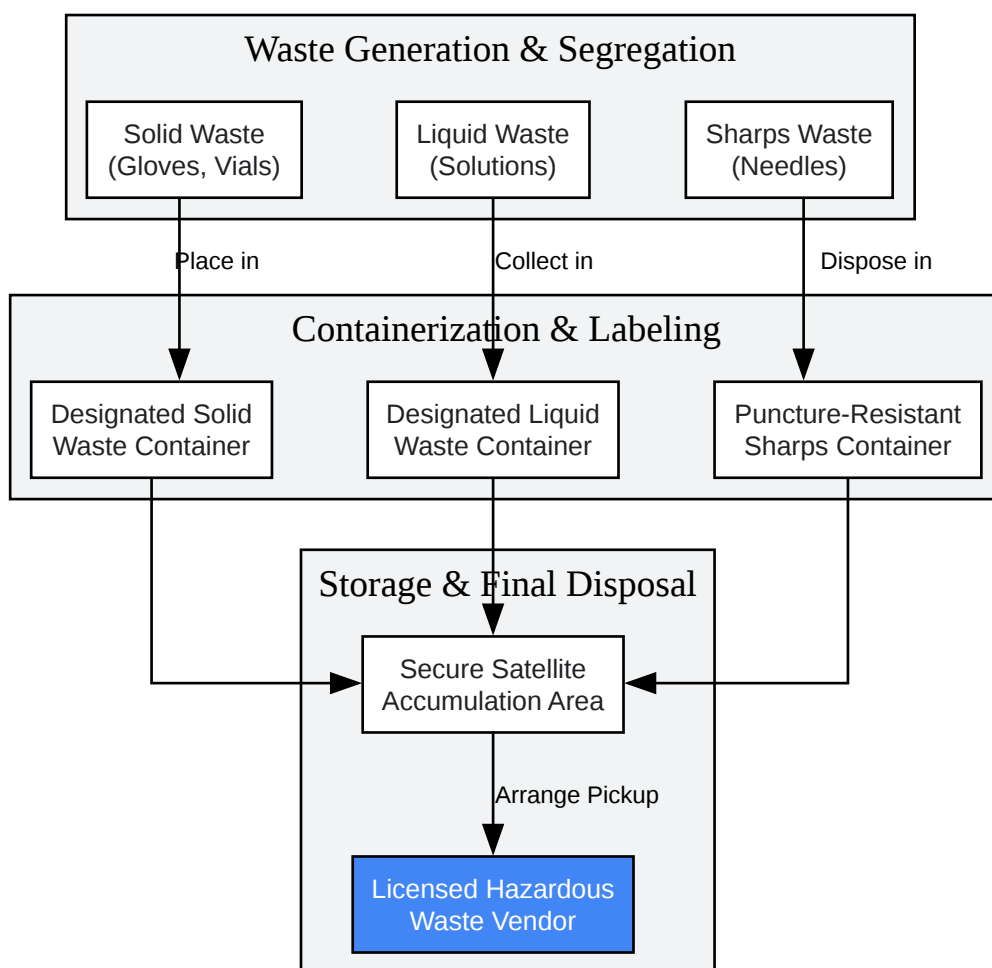 Waste Generation & Segregation
Solid Waste
(Gloves, Vials)
Liquid Waste
(Solutions)
Sharps Waste
(Needles)
Place in
Collect in
Dispose in
Containerization & Labeling
Designated Solid
Waste Container
Designated Liquid
Waste Container
Puncture-Resistant
Sharps Container
Storage & Final Disposal
Secure Satellite
Accumulation Area
Arrange Pickup
Licensed Hazardous
Waste Vendor